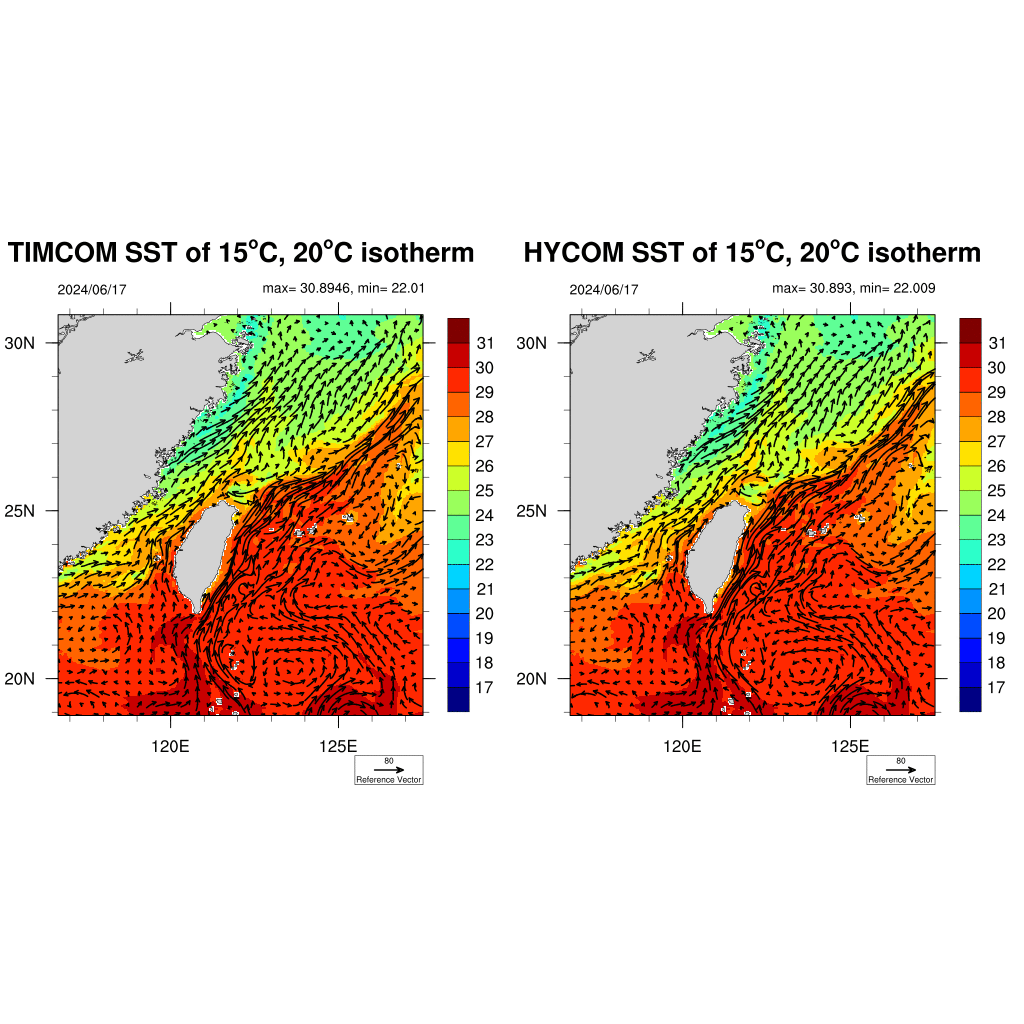 TIMCOM SST of 15°C, 20°C isotherm
2024/06/17
max= 30.8946, min= 22.01
30N
25N
20N
120E
125E
31
30
29
28
27
26
25
24
23
22
21
20
19
18
17
80
Reference Vector
HYCOM SST of 15°C, 20°C isotherm
2024/06/17
max= 30.893, min= 22.009
30N
25N
20N
120E
125E
31
30
29
28
27
26
25
24
23
22
21
20
19
18
17
80
Reference Vector